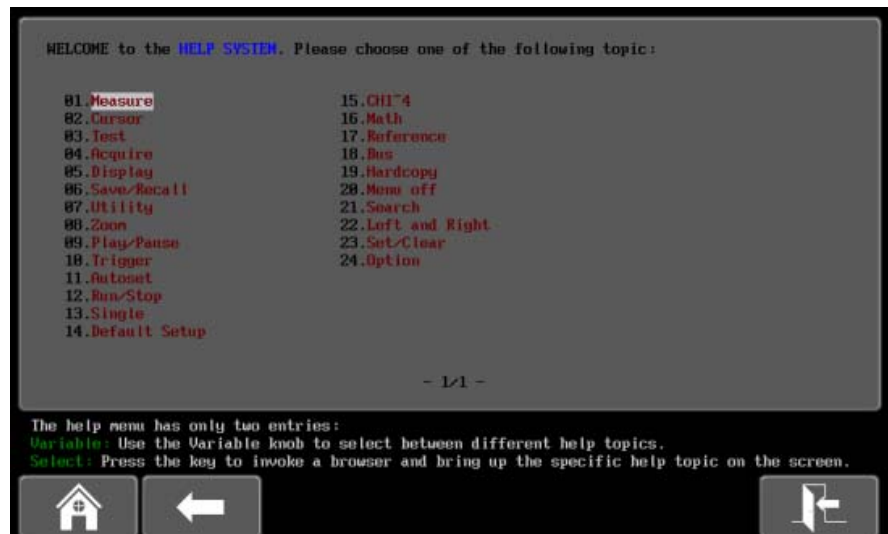 WELCOME to the HELP SYSTEM. Please choose one of the following topic:
01.Measure
02.Cursor
03.Test
04.Acquire
05.Display
06.Save/Recall
07.Utility
08.Zoom
09.Play/Pause
10.Trigger
11.Autoset
12.Run/Stop
13.Single
14.Default Setup
15.CH1~4
16.Math
17.Reference
18.Bus
19.Hardcopy
20.Menu off
21.Search
22.Left and Right
23.Set/Clear
24.Option
- 1/1 -
The help menu has only two entries:
Variable: Use the Variable knob to select between different help topics.
Select: Press the key to invoke a browser and bring up the specific help topic on the screen.